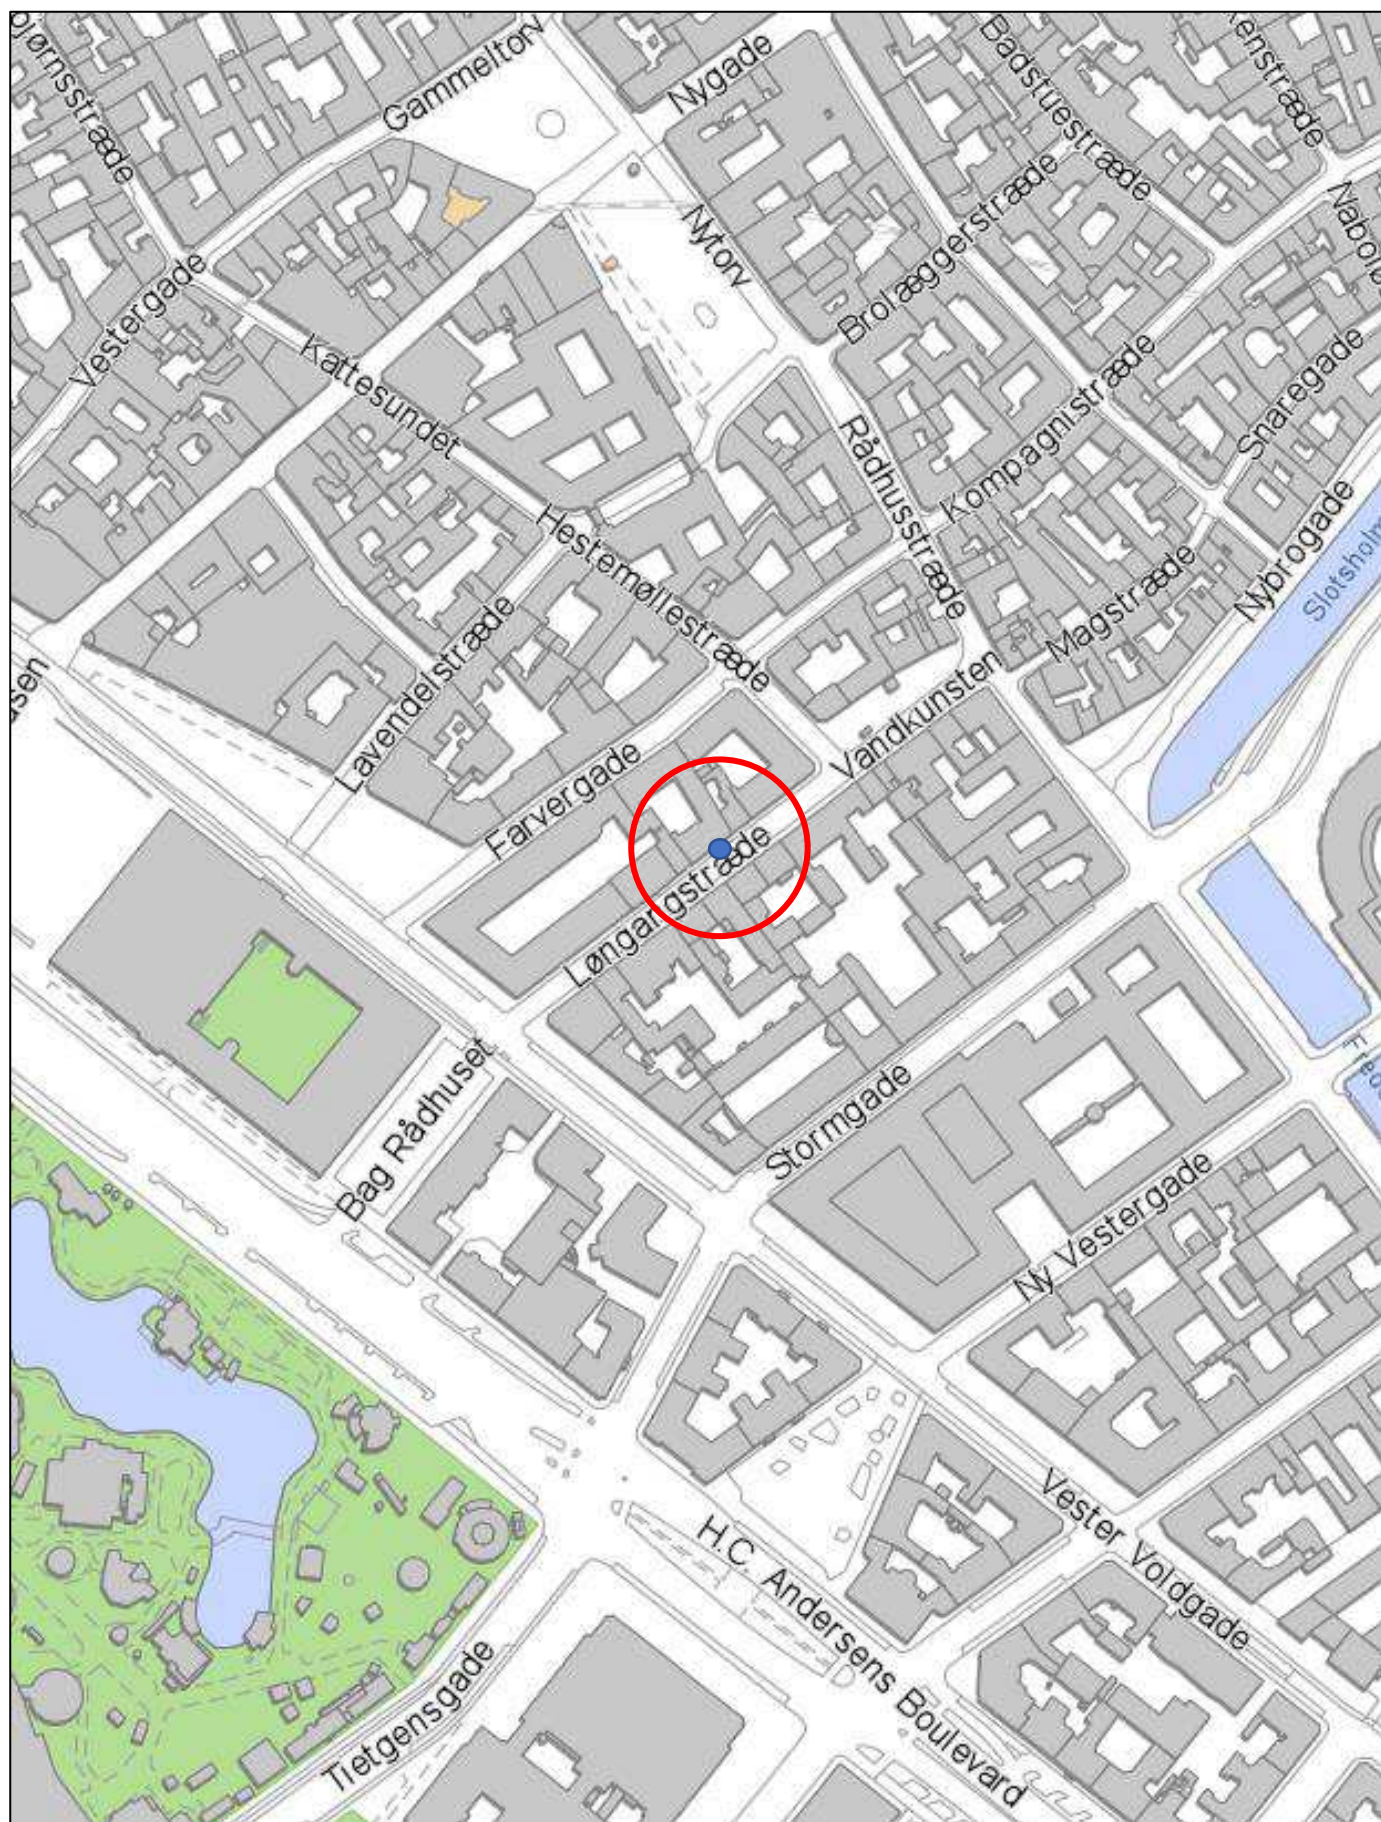 Gammeltorv
Nygade
Badstuestræde
Nytorv
Brolæggerstræde
Vestergade
Kattesundet
Snaregade
Kompagnistræde
Rådhusstræde
Hestemøllestræde
Nybrogade
Magstræde
Lavendelstræde
Vandkunsten
Farvergade
Løngangstræde
Stormgade
Bag Rådhuset
Ny Vestergade
Vester Voldgade
H.C. Andersens Boulevard
Tietgensgade